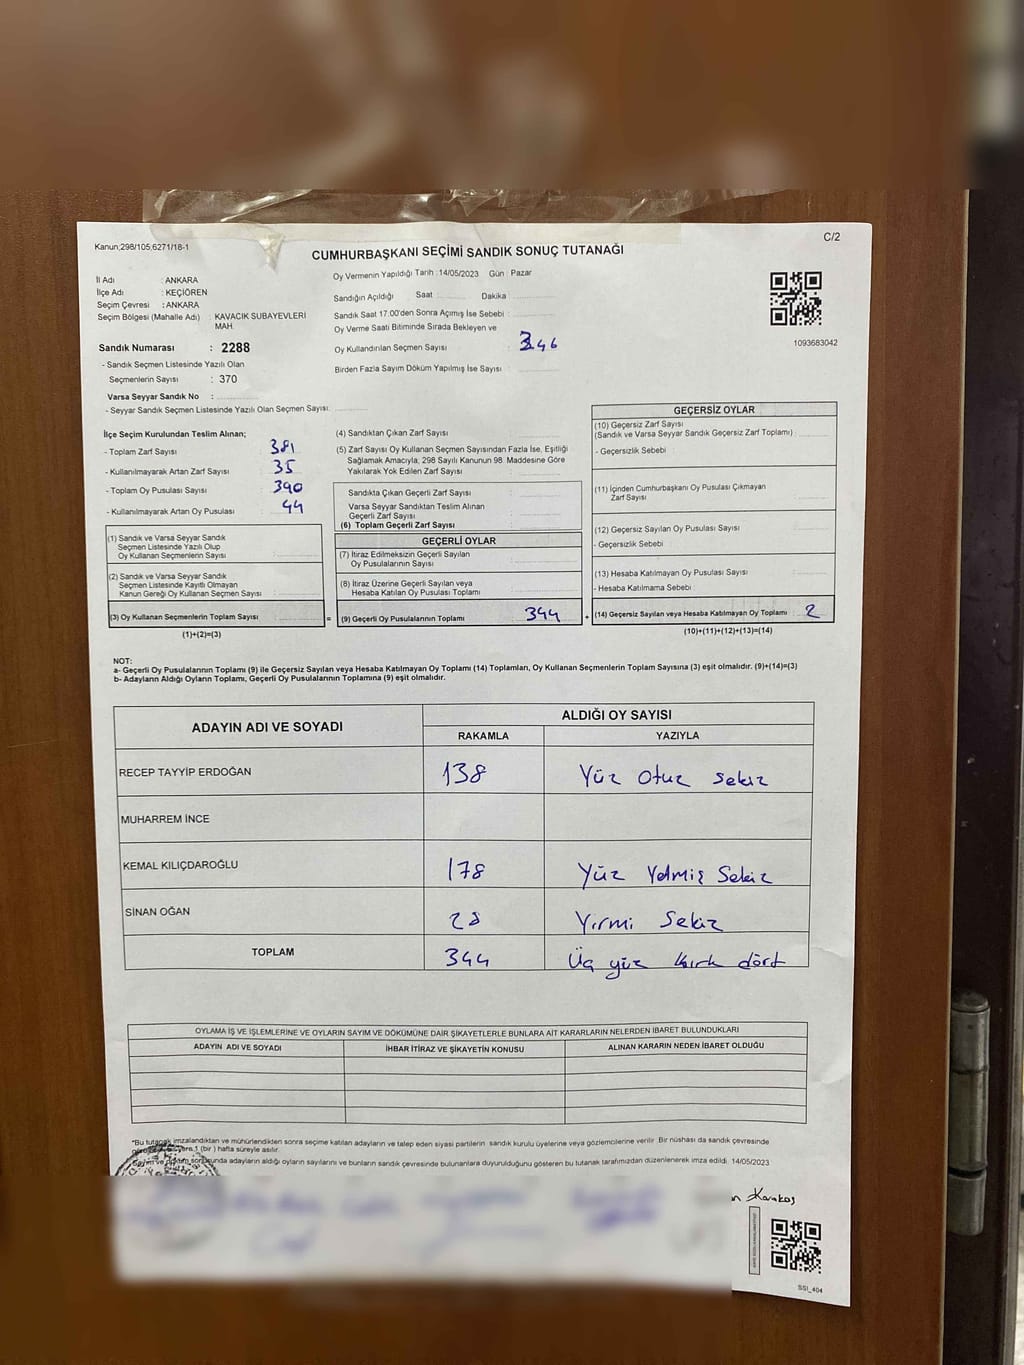 Kanun;298/105;6271/18-1
C/2
CUMHURBAŞKANI SEÇİMİ SANDIK SONUÇ TUTANAĞI
İl Adı : ANKARA
İlçe Adı : KEÇİÖREN
Seçim Çevresi : ANKARA
Seçim Bölgesi (Mahalle Adı) : KAVACIK SUBAYEVLERI
MAH.
Sandık Numarası : 2288
- Sandık Seçmen Listesinde Yazılı Olan
Seçmenlerin Sayısı : 370
Varsa Seyyar Sandık No :
- Seyyar Sandık Seçmen Listesinde Yazılı Olan Seçmen Sayısı:
Oy Vermenin Yapıldığı Tarih :14/05/2023 Gün : Pazar
Sandığın Açıldığı Saat : Dakika :
Sandık Saat 17.00'den Sonra Açımış İse Sebebi :
Oy Verme Saati Bitiminde Sırada Bekleyen ve
Oy Kullandırılan Seçmen Sayısı : 346
Birden Fazla Sayım Döküm Yapılmış İse Sayısı :
1093683042
İlçe Seçim Kurulundan Teslim Alınan;
- Toplam Zarf Sayısı : 381
- Kullanılmayarak Artan Zarf Sayısı : 35
- Toplam Oy Pusulası Sayısı : 390
- Kullanılmayarak Artan Oy Pusulası : 44
(1) Sandık ve Varsa Seyyar Sandık
Seçmen Listesinde Yazılı Olup
Oy Kullanan Seçmenlerin Sayısı :
(2) Sandık ve Varsa Seyyar Sandık
Seçmen Listesinde Kayıtlı Olmayan
Kanun Gereği Oy Kullanan Seçmen Sayısı :
(3) Oy Kullanan Seçmenlerin Toplam Sayısı :
(1)+(2)=(3)
=
(4) Sandıktan Çıkan Zarf Sayısı :
(5) Zarf Sayısı Oy Kullanan Seçmen Sayısından Fazla İse, Eşitliği
Sağlamak Amacıyla; 298 Sayılı Kanunun 98. Maddesine Göre
Yakılarak Yok Edilen Zarf Sayısı :
Sandıkta Çıkan Geçerli Zarf Sayısı :
Varsa Seyyar Sandıktan Teslim Alınan
Geçerli Zarf Sayısı :
(6) Toplam Geçerli Zarf Sayısı :
GEÇERLİ OYLAR
(7) İtiraz Edilmeksizin Geçerli Sayılan
Oy Pusulalarının Sayısı :
(8) İtiraz Üzerine Geçerli Sayılan veya
Hesaba Katılan Oy Pusulası Toplamı :
(9) Geçerli Oy Pusulalarının Toplamı : 344
+
GEÇERSİZ OYLAR
(10) Geçersiz Zarf Sayısı
(Sandık ve Varsa Seyyar Sandık Geçersiz Zarf Toplamı) :
- Geçersizlik Sebebi :
(11) İçinden Cumhurbaşkanı Oy Pusulası Çıkmayan
Zarf Sayısı :
(12) Geçersiz Sayılan Oy Pusulası Sayısı :
- Geçersizlik Sebebi :
(13) Hesaba Katılmayan Oy Pusulası Sayısı :
- Hesaba Katılmama Sebebi :
(14) Geçersiz Sayılan veya Hesaba Katılmayan Oy Toplamı : 2
(10)+(11)+(12)+(13)=(14)
NOT:
a- Geçerli Oy Pusulalarının Toplamı (9) ile Geçersiz Sayılan veya Hesaba Katılmayan Oy Toplamı (14) Toplamları, Oy Kullanan Seçmenlerin Toplam Sayısına (3) eşit olmalıdır. (9)+(14)=(3)
b- Adayların Aldığı Oyların Toplamı, Geçerli Oy Pusulalarının Toplamına (9) eşit olmalıdır.
ADAYIN ADI VE SOYADI ALDIĞI OY SAYISI
RAKAMLA YAZIYLA
RECEP TAYYİP ERDOĞAN 138 Yüz Otuz Sekiz
MUHARREM İNCE
KEMAL KILIÇDAROĞLU 178 Yüz Yetmiş Sekiz
SİNAN OĞAN 28 Yırmi Sekiz
TOPLAM 344 Üç yüz kırk dört
OYLAMA İŞ VE İŞLEMLERİNE VE OYLARIN SAYIM VE DÖKÜMÜNE DAİR ŞİKAYETLERLE BUNLARA AİT KARARLARIN NELERDEN İBARET BULUNDUKLARI
ADAYIN ADI VE SOYADI İHBAR İTİRAZ VE ŞİKAYETİN KONUSU ALINAN KARARIN NEDEN İBARET OLDUĞU
*Bu tutanak imzalandıktan ve mühürlendikten sonra seçime katılan adayların ve talep eden siyasi partilerin sandık kurulu üyelerine veya gözlemcilerine verilir. Bir nüshası da sandık çevresinde
1 (bir) hafta süreyle asılır.
sonunda adayların aldığı oyların sayılarını ve bunların sandık çevresinde bulunanlara duyurulduğunu gösteren bu tutanak tarafımızdan düzenlenerek imza edildi. 14/05/2023
Karakoş
SSI_404